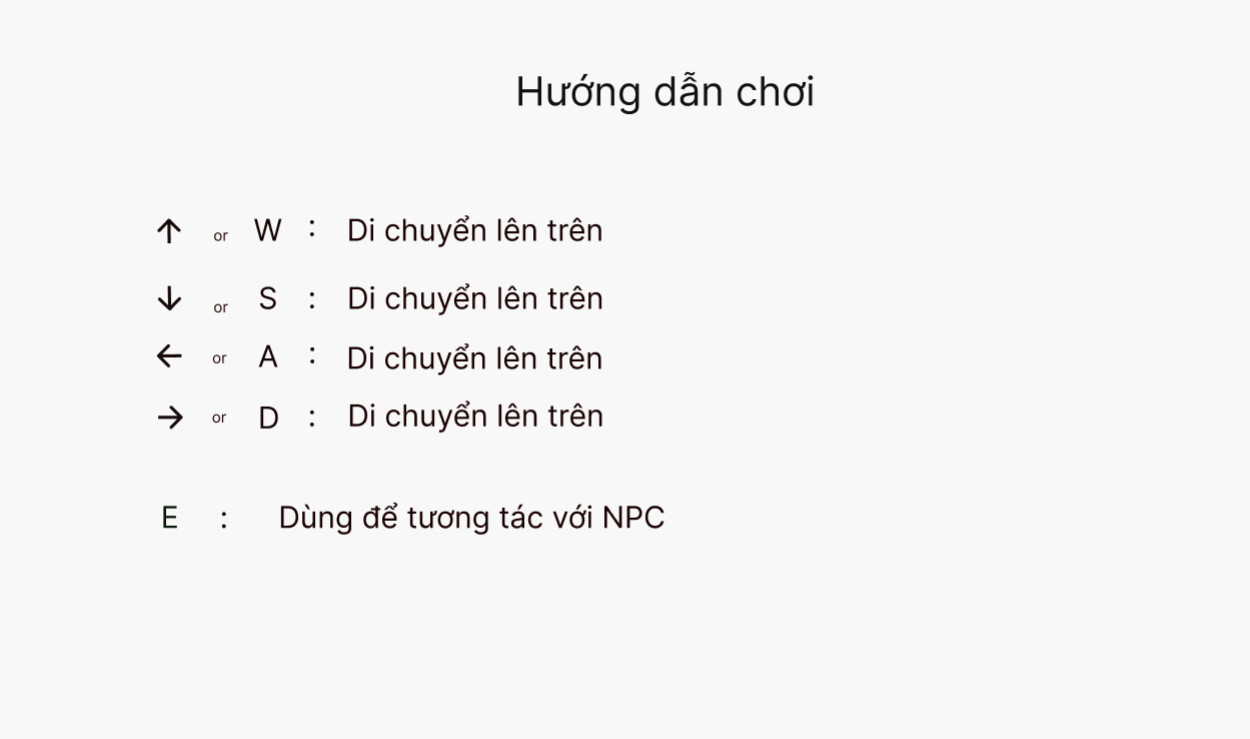 Hướng dẫn chơi
↑ or W : Di chuyển lên trên
↓ or S : Di chuyển lên trên
← or A : Di chuyển lên trên
→ or D : Di chuyển lên trên
E : Dùng để tương tác với NPC